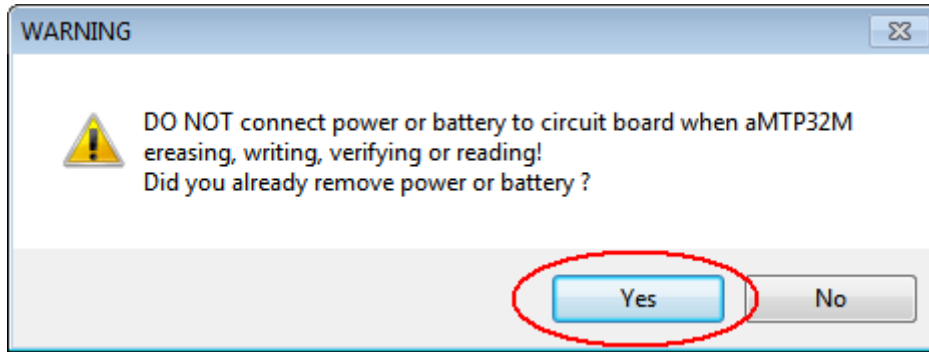 WARNING
DO NOT connect power or battery to circuit board when aMTP32M
ereasing, writing, verifying or reading!
Did you already remove power or battery ?
Yes
No